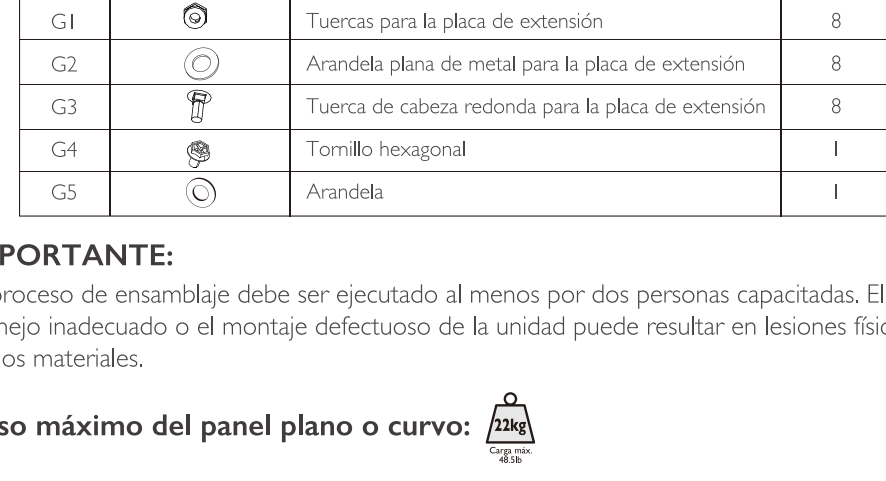 G1 Tuercas para la placa de extensión 8
G2 Arandela plana de metal para la placa de extensión 8
G3 Tuerca de cabeza redonda para la placa de extensión 8
G4 Tornillo hexagonal 1
G5 Arandela 1
PORTANTE:
proceso de ensamblaje debe ser ejecutado al menos por dos personas capacitadas. El
nejo inadecuado o el montaje defectuoso de la unidad puede resultar en lesiones físic
os materiales.
so máximo del panel plano o curvo: 22kg
Carga máx.
48.5lb